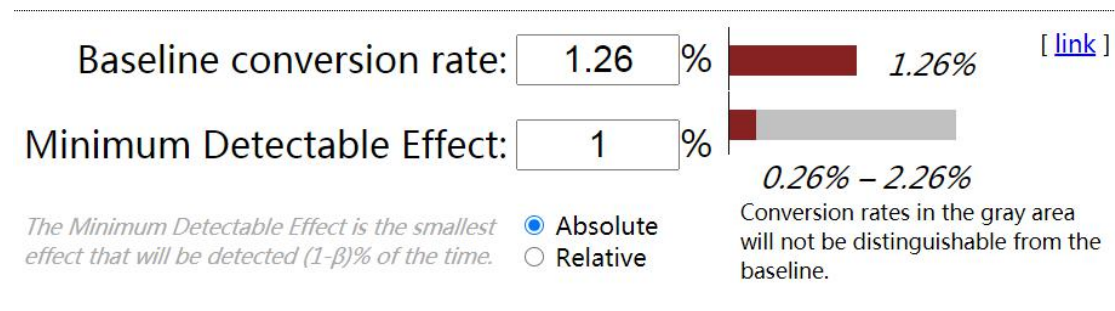 Baseline conversion rate: 1.26 % 1.26% [ link ]
Minimum Detectable Effect: 1 %
0.26% – 2.26%
The Minimum Detectable Effect is the smallest
effect that will be detected (1-β)% of the time.
Absolute
Relative
Conversion rates in the gray area
will not be distinguishable from the
baseline.